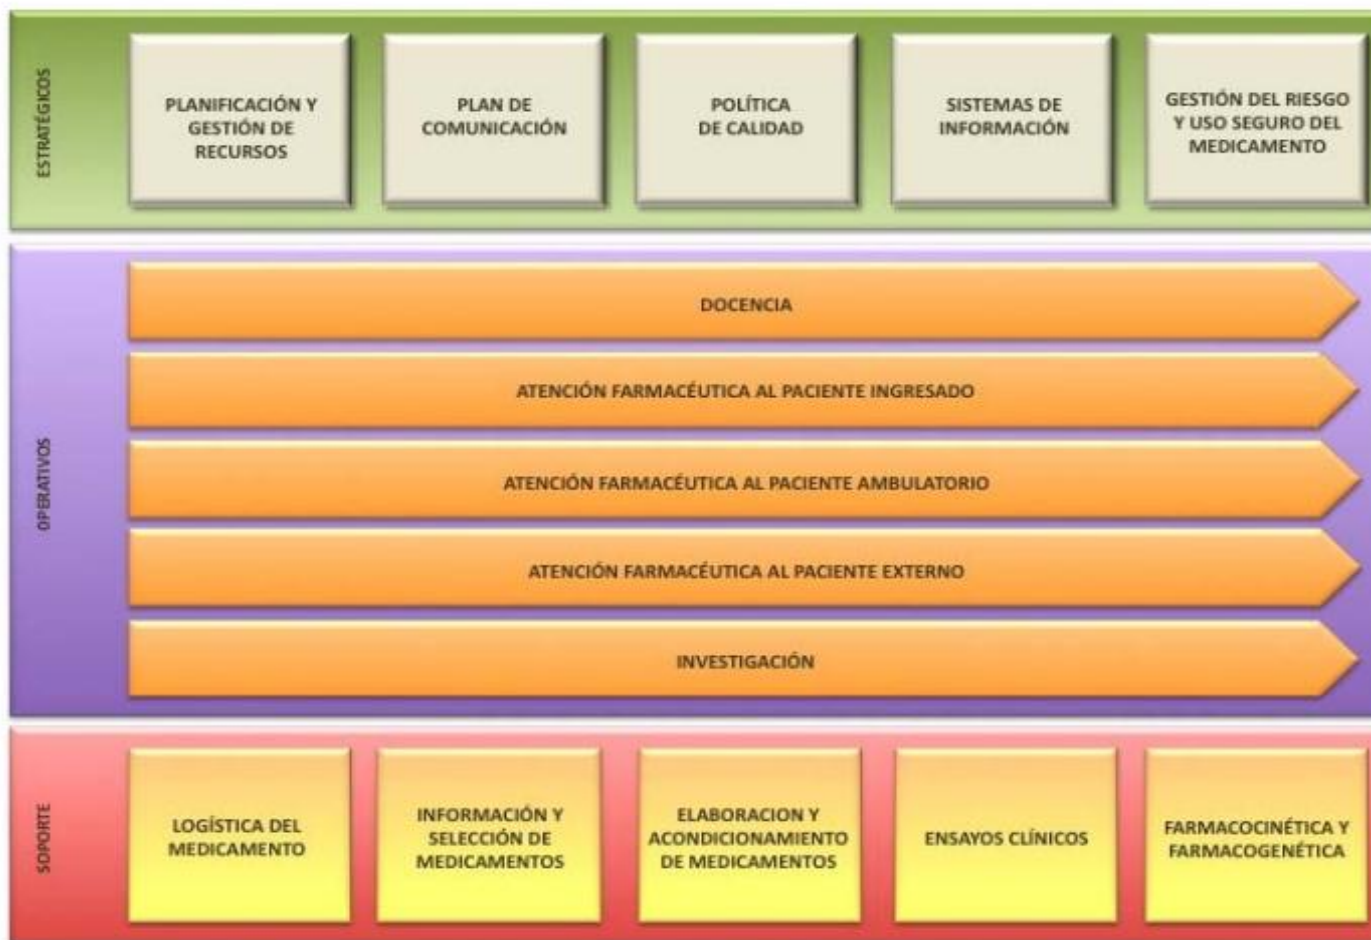 ESTRATÉGICOS
PLANIFICACIÓN Y
GESTIÓN DE
RECURSOS
PLAN DE
COMUNICACIÓN
POLÍTICA
DE CALIDAD
SISTEMAS DE
INFORMACIÓN
GESTIÓN DEL RIESGO
Y USO SEGURO DEL
MEDICAMENTO
OPERATIVOS
DOCENCIA
ATENCIÓN FARMACÉUTICA AL PACIENTE INGRESADO
ATENCIÓN FARMACÉUTICA AL PACIENTE AMBULATORIO
ATENCIÓN FARMACÉUTICA AL PACIENTE EXTERNO
INVESTIGACIÓN
SOPORTE
LOGÍSTICA DEL
MEDICAMENTO
INFORMACIÓN Y
SELECCIÓN DE
MEDICAMENTOS
ELABORACION Y
ACONDICIONAMIENTO
DE MEDICAMENTOS
ENSAYOS CLÍNICOS
FARMACOCINÉTICA Y
FARMACOGENÉTICA